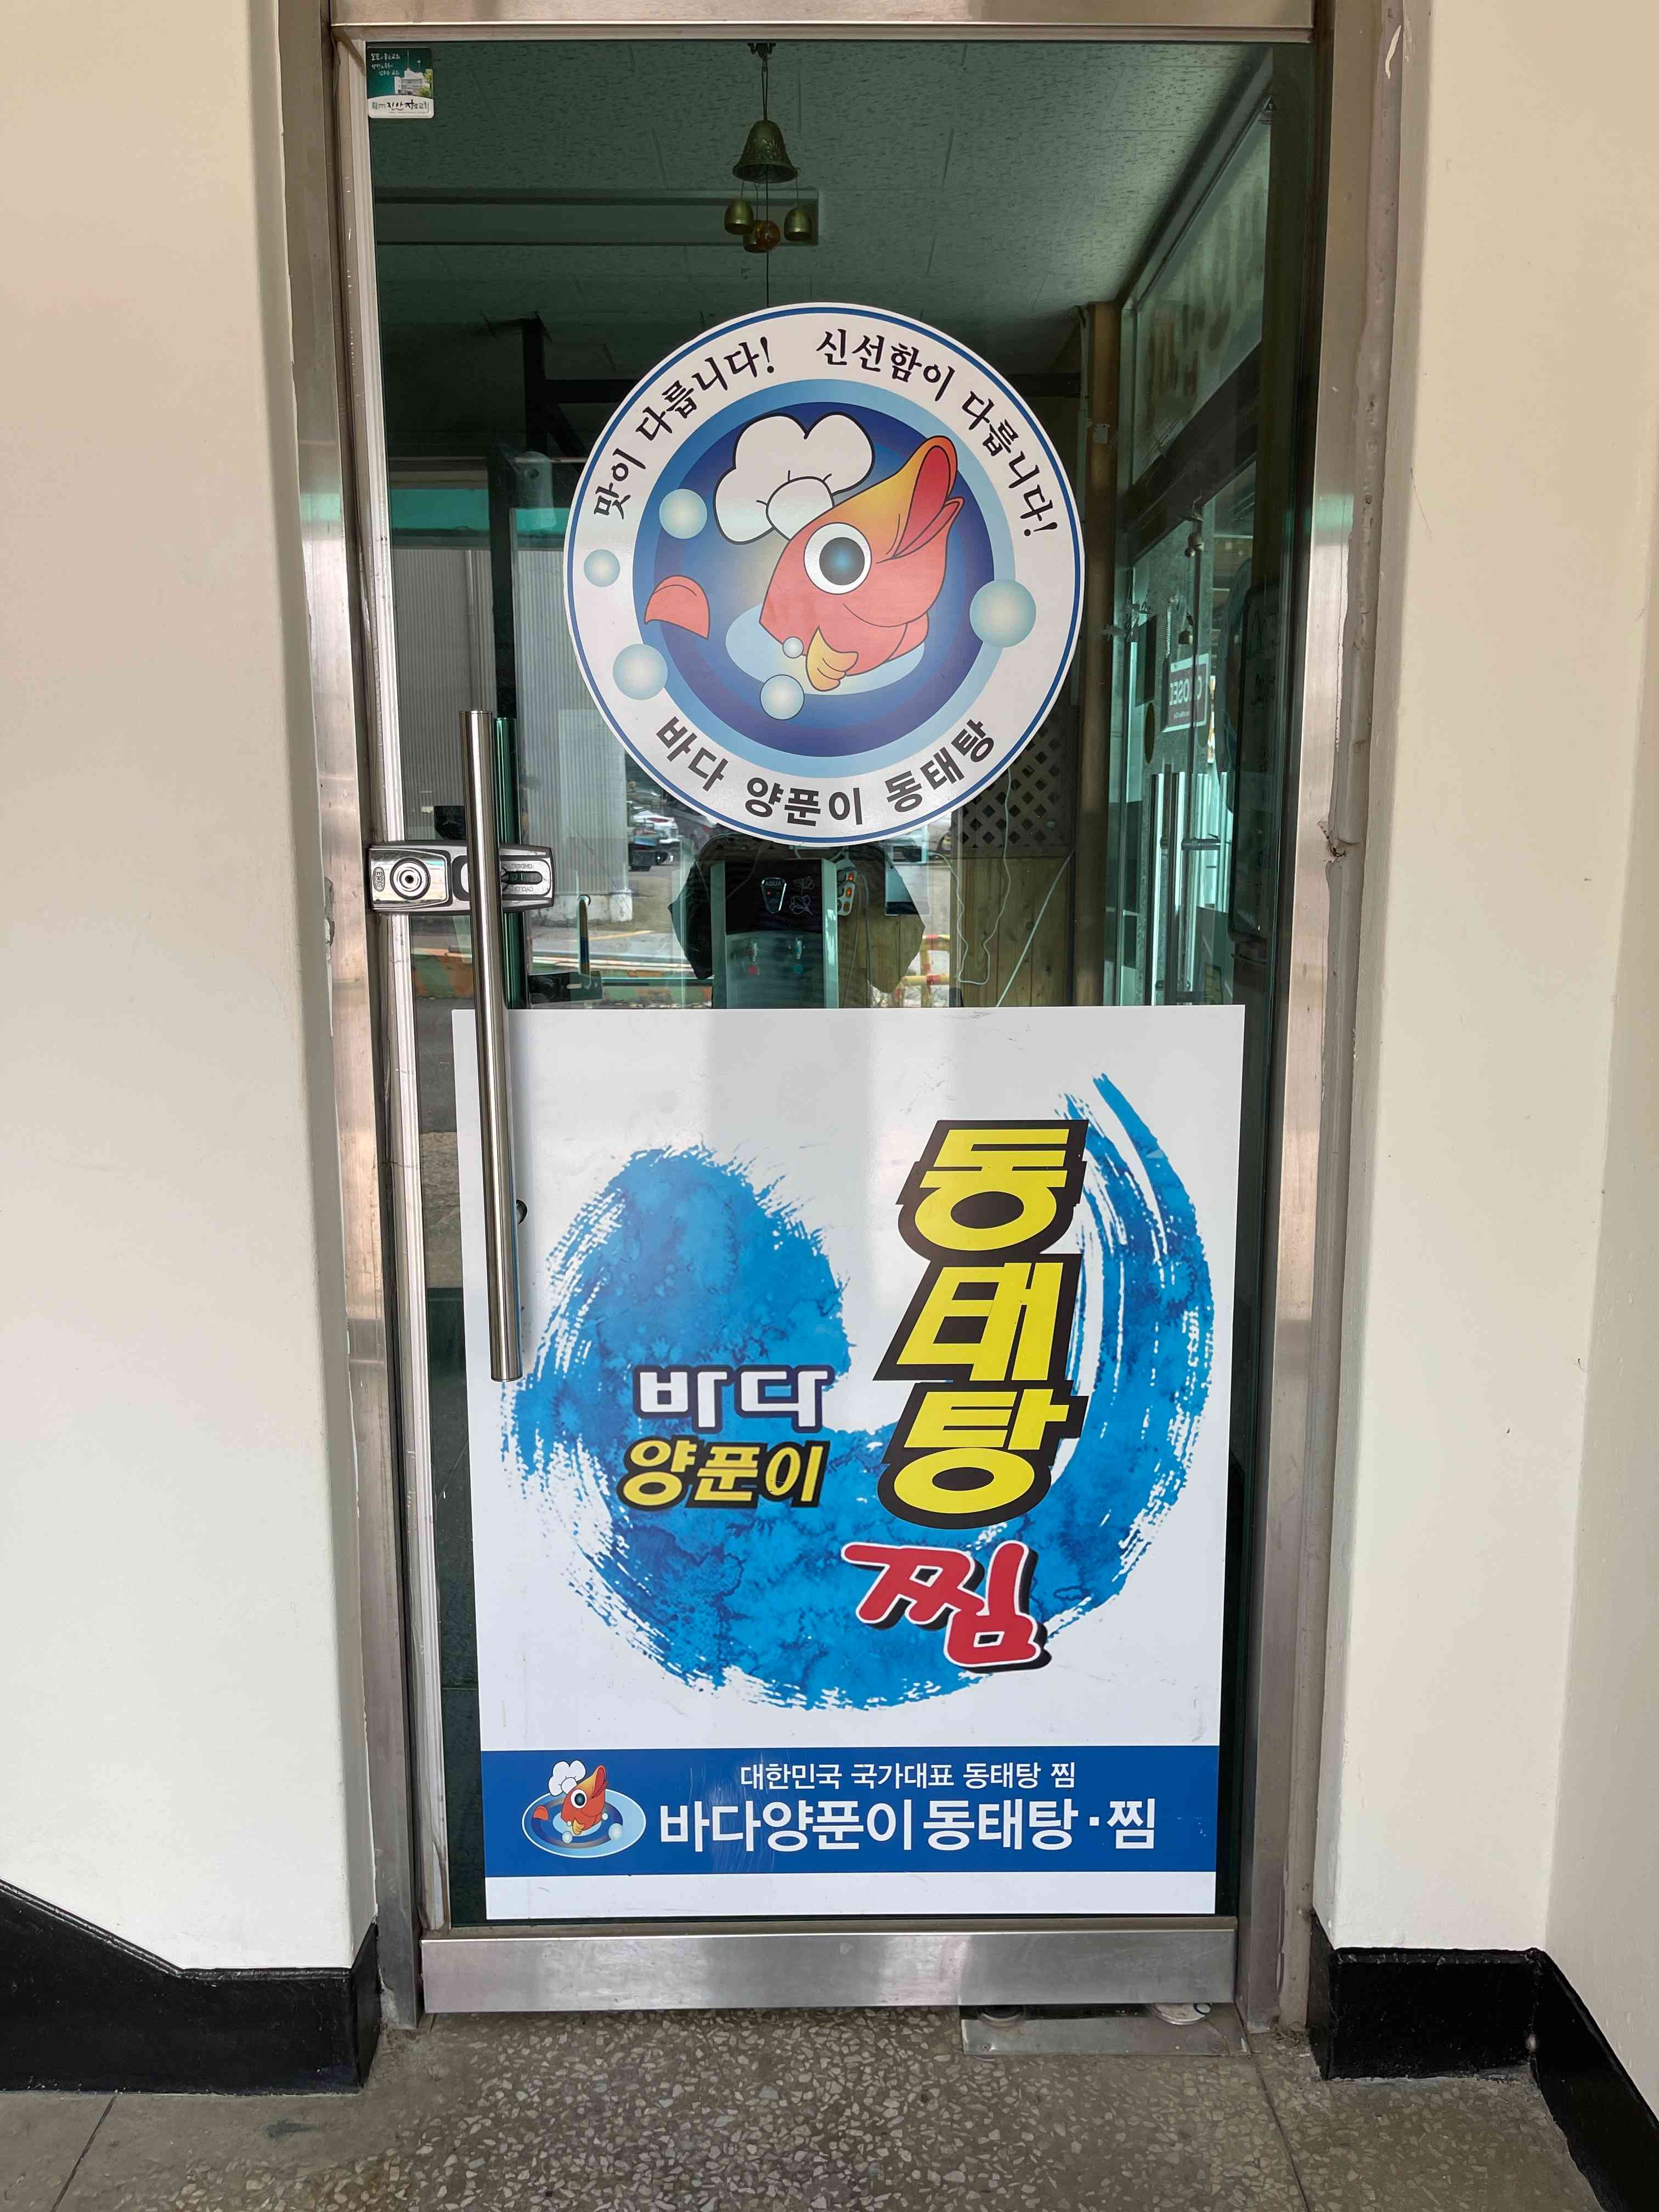 맛이 다릅니다! 신선함이 다릅니다!
바다 양푼이 동태탕
CLOSED
동태탕
찜
바다
양푼이
대한민국 국가대표 동태탕 찜
바다양푼이 동태탕·찜